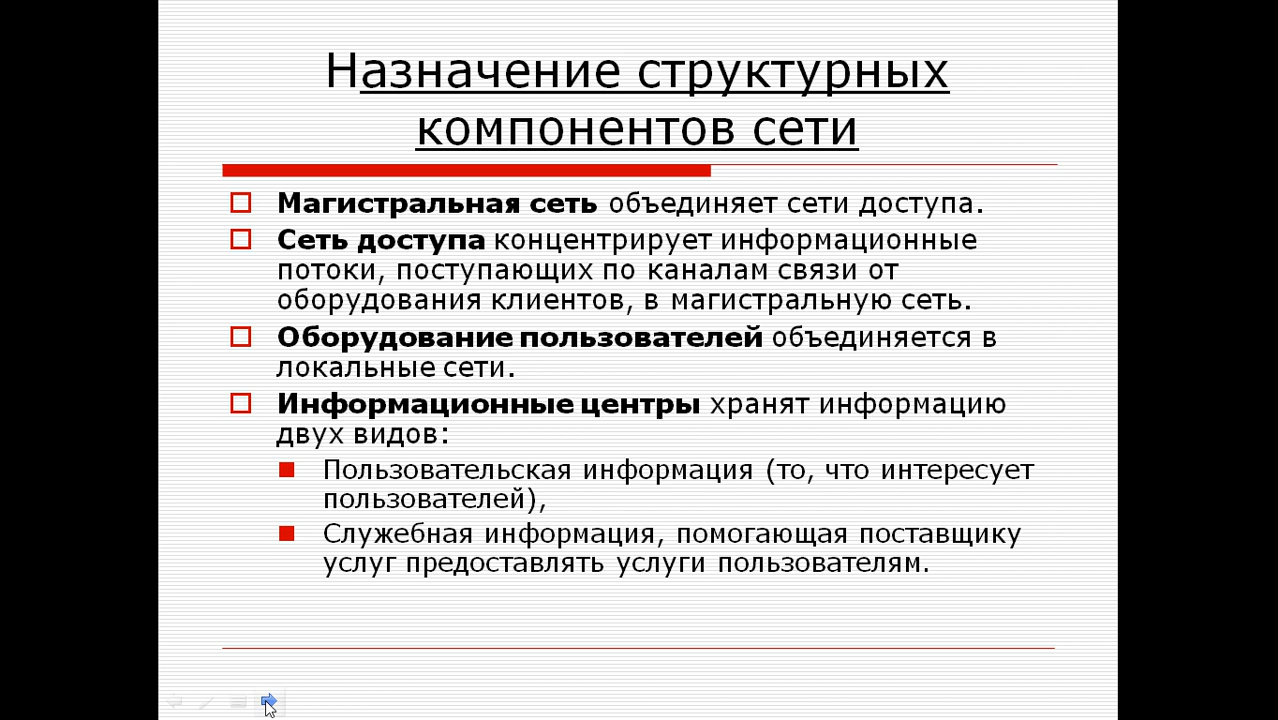 Назначение структурных
компонентов сети
Магистральная сеть объединяет сети доступа.
Сеть доступа концентрирует информационные
потоки, поступающих по каналам связи от
оборудования клиентов, в магистральную сеть.
Оборудование пользователей объединяется в
локальные сети.
Информационные центры хранят информацию
двух видов:
Пользовательская информация (то, что интересует
пользователей),
Служебная информация, помогающая поставщику
услуг предоставлять услуги пользователям.